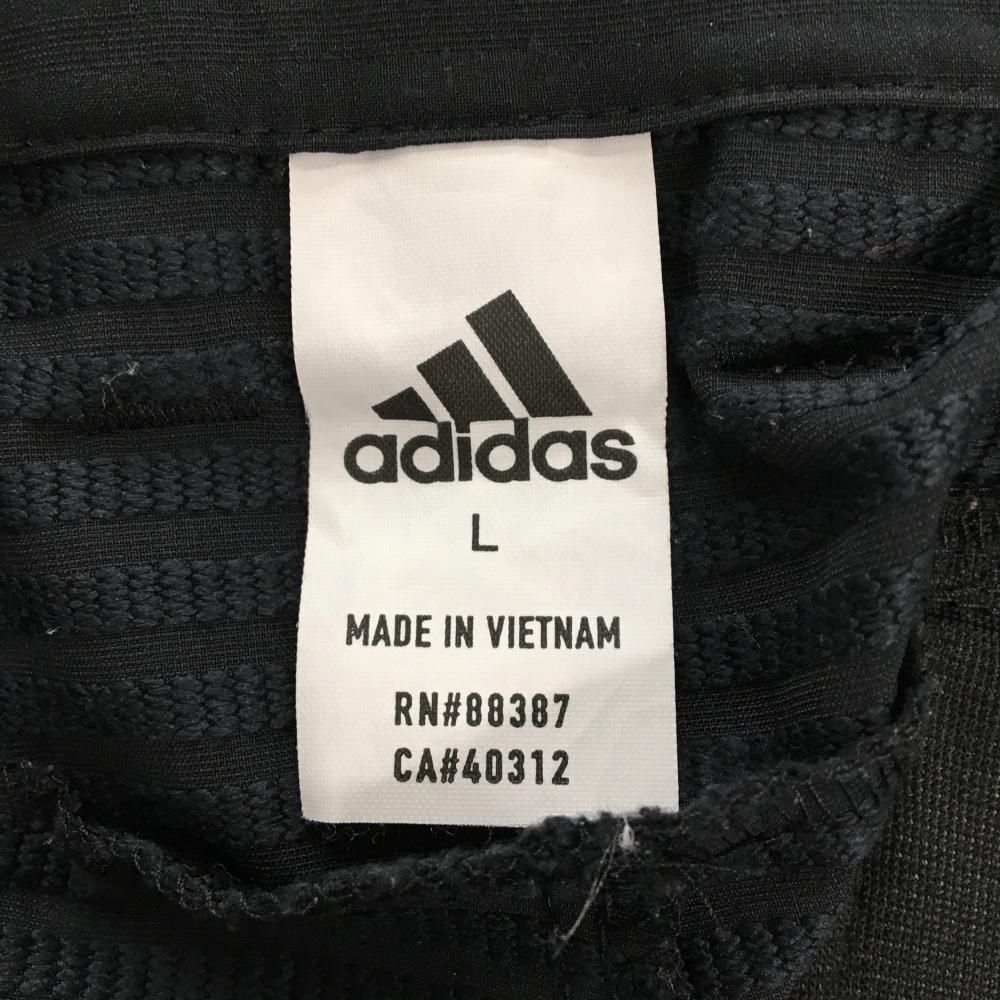 adidas
L
MADE IN VIETNAM
RN#88387
CA#40312